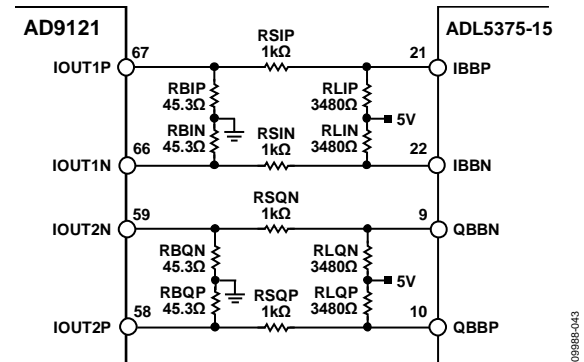 AD9121
ADL5375-15
IOUT1P
67
RSIP
1kΩ
21
IBBP
RBIP
45.3Ω
RLIP
3480Ω
5V
RBIN
45.3Ω
RSIN
1kΩ
RLIN
3480Ω
IOUT1N
66
22
IBBN
IOUT2N
59
RSQN
1kΩ
9
QBBN
RBQN
45.3Ω
RLQN
3480Ω
5V
RBQP
45.3Ω
RSQP
1kΩ
RLQP
3480Ω
IOUT2P
58
10
QBBP
09988-043